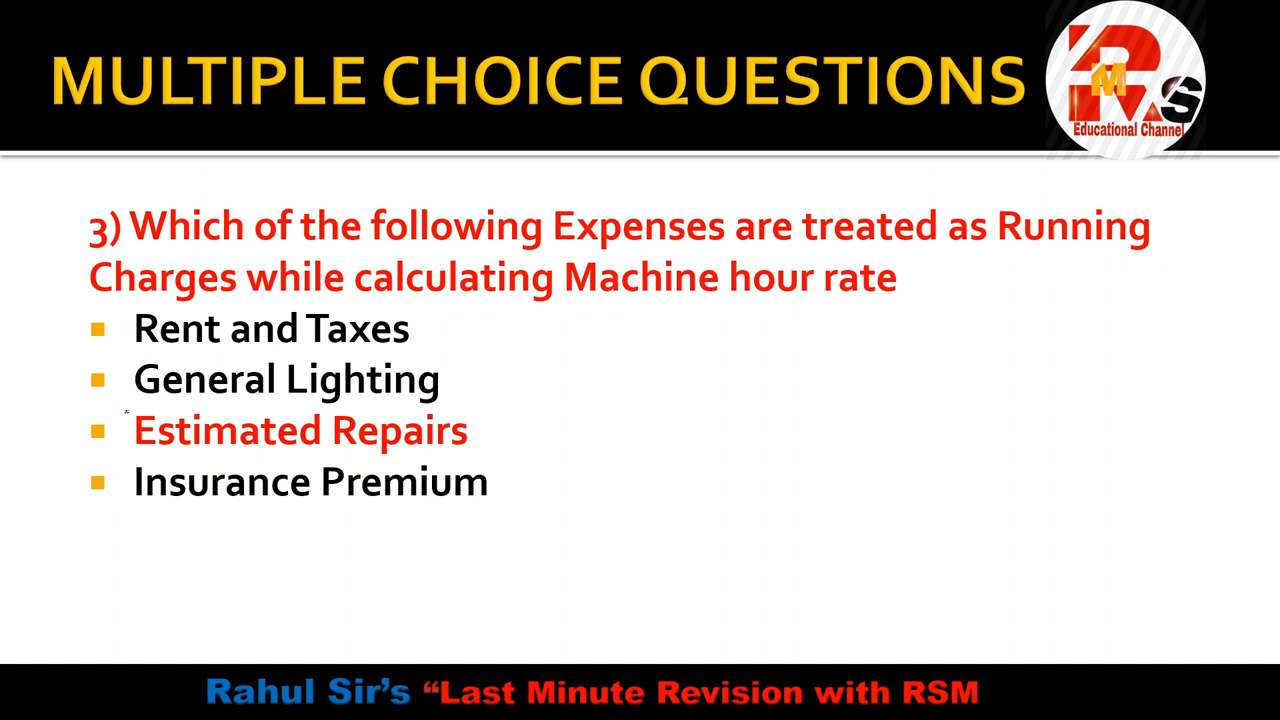 MULTIPLE CHOICE QUESTIONS
RMS
Educational Channel
3) Which of the following Expenses are treated as Running
Charges while calculating Machine hour rate
Rent and Taxes
General Lighting
Estimated Repairs
Insurance Premium
Rahul Sir's “Last Minute Revision with RSM